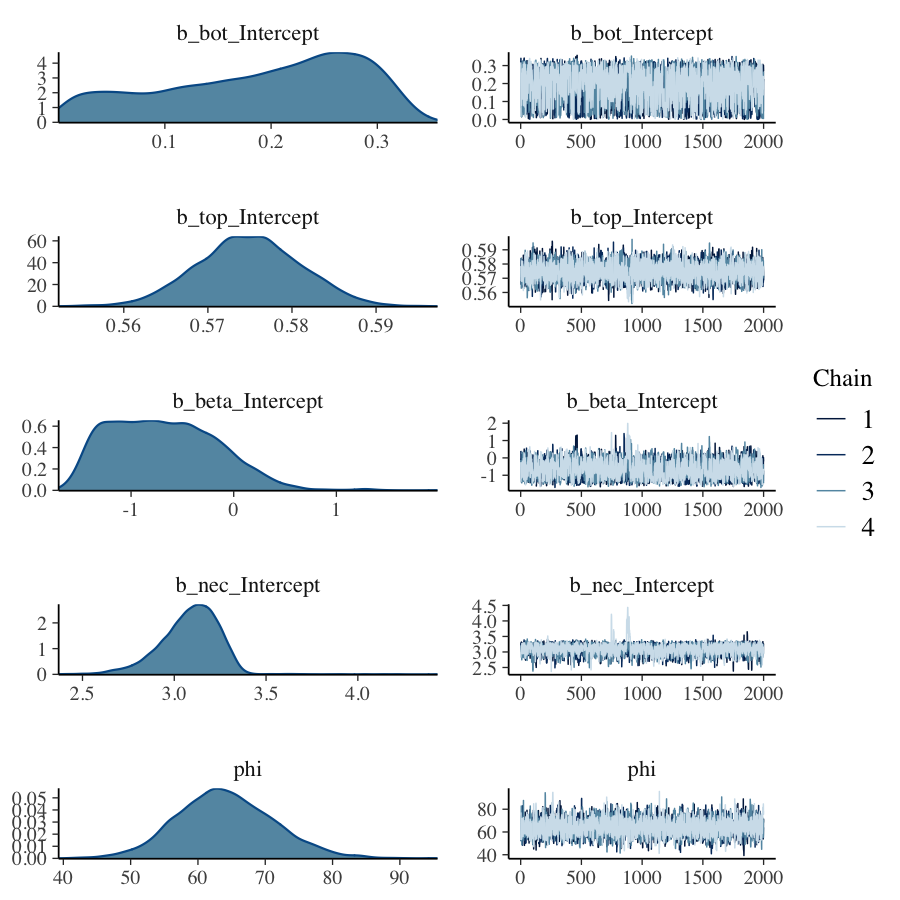 b_bot_Intercept
b_bot_Intercept
4
3
2
1
0
0.1 0.2 0.3
0.3
0.2
0.1
0.0
0 500 1000 1500 2000
b_top_Intercept
b_top_Intercept
60
40
20
0
0.56 0.57 0.58 0.59
0.59
0.58
0.57
0.56
0 500 1000 1500 2000
b_beta_Intercept
b_beta_Intercept
0.6
0.4
0.2
0.0
-1 0 1
2
1
0
-1
0 500 1000 1500 2000
Chain
1
2
3
4
b_nec_Intercept
b_nec_Intercept
2
1
0
2.5 3.0 3.5 4.0
4.5
4.0
3.5
3.0
2.5
0 500 1000 1500 2000
phi
phi
0.05
0.04
0.03
0.02
0.01
0.00
40 50 60 70 80 90
80
60
40
0 500 1000 1500 2000